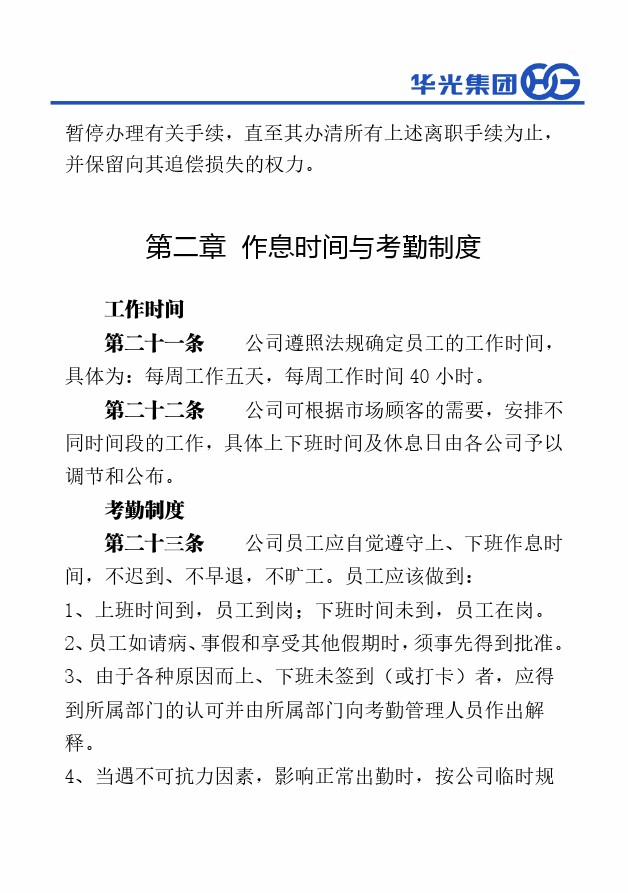 华光集团
暂停办理有关手续，直至其办清所有上述离职手续为止，
并保留向其追偿损失的权力。
第二章 作息时间与考勤制度
工作时间
第二十一条 公司遵照法规确定员工的工作时间，
具体为：每周工作五天，每周工作时间 40 小时。
第二十二条 公司可根据市场顾客的需要，安排不
同时间段的工作，具体上下班时间及休息日由各公司予以
调节和公布。
考勤制度
第二十三条 公司员工应自觉遵守上、下班作息时
间，不迟到、不早退，不旷工。员工应该做到：
1、上班时间到，员工到岗；下班时间未到，员工在岗。
2、员工如请病、事假和享受其他假期时，须事先得到批准。
3、由于各种原因而上、下班未签到（或打卡）者，应得
到所属部门的认可并由所属部门向考勤管理人员作出解
释。
4、当遇不可抗力因素，影响正常出勤时，按公司临时规